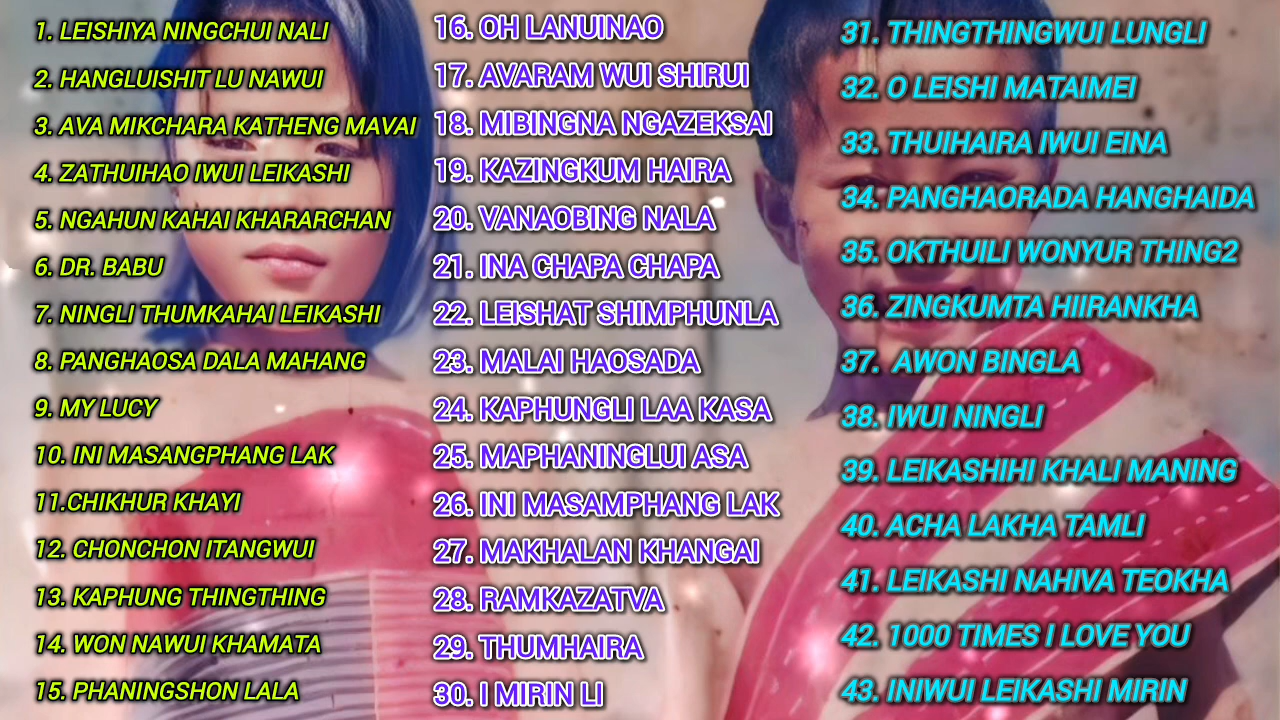 1. LEISHIYA NINGCHUI NALI
2. HANGLUISHIT LU NAWUI
3. AVA MIKCHARA KATHENG MAVAI
4. ZATHUIHAO IWUI LEIKASHI
5. NGAHUN KAHAI KHARARCHAN
6. DR. BABU
7. NINGLI THUMKAHAI LEIKASHI
8. PANGHAOSA DALA MAHANG
9. MY LUCY
10. INI MASANGPHANG LAK
11.CHIKHUR KHAYI
12. CHONCHON ITANGWUI
13. KAPHUNG THINGTHING
14. WON NAWUI KHAMATA
15. PHANINGSHON LALA
16. OH LANUINAO
17. AVARAM WUI SHIRUI
18. MIBINGNA NGAZEKSAI
19. KAZINGKUM HAIRA
20. VANAOBING NALA
21. INA CHAPA CHAPA
22. LEISHAT SHIMPHUNLA
23. MALAI HAOSADA
24. KAPHUNGLI LAA KASA
25. MAPHANINGLUI ASA
26. INI MASAMPHANG LAK
27. MAKHALAN KHANGAI
28. RAMKAZATVA
29. THUMHAIRA
30. I MIRIN LI
31. THINGTHINGWUI LUNGLI
32. O LEISHI MATAIMEI
33. THUIHAIRA IWUI EINA
34. PANGHAORADA HANGHAIDA
35. OKTHUILI WONYUR THING2
36. ZINGKUMTA HIIRANKHA
37. AWON BINGLA
38. IWUI NINGLI
39. LEIKASHIHI KHALI MANING
40. ACHA LAKHA TAMLI
41. LEIKASHI NAHIVA TEOKHA
42. 1000 TIMES I LOVE YOU
43. INIWUI LEIKASHI MIRIN